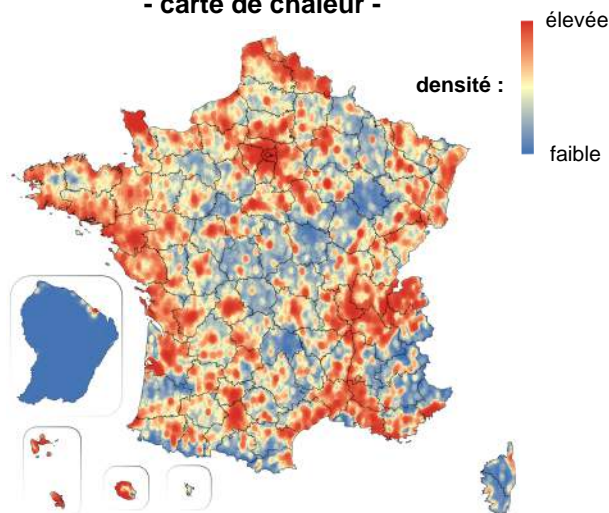 - carte de chaleur -
élevée
densité :
faible